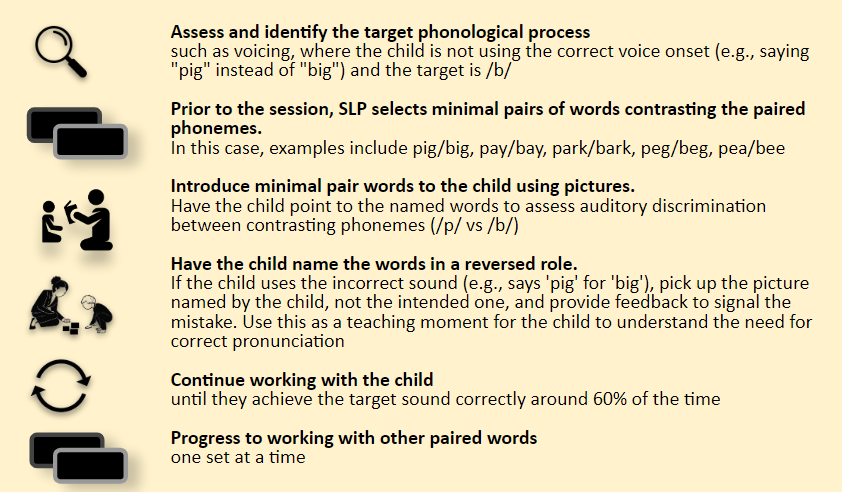 Assess and identify the target phonological process
such as voicing, where the child is not using the correct voice onset (e.g., saying
"pig" instead of "big") and the target is /b/
Prior to the session, SLP selects minimal pairs of words contrasting the paired
phonemes.
In this case, examples include pig/big, pay/bay, park/bark, peg/beg, pea/bee
Introduce minimal pair words to the child using pictures.
Have the child point to the named words to assess auditory discrimination
between contrasting phonemes (/p/ vs /b/)
Have the child name the words in a reversed role.
If the child uses the incorrect sound (e.g., says 'pig' for 'big'), pick up the picture
named by the child, not the intended one, and provide feedback to signal the
mistake. Use this as a teaching moment for the child to understand the need for
correct pronunciation
Continue working with the child
until they achieve the target sound correctly around 60% of the time
Progress to working with other paired words
one set at a time